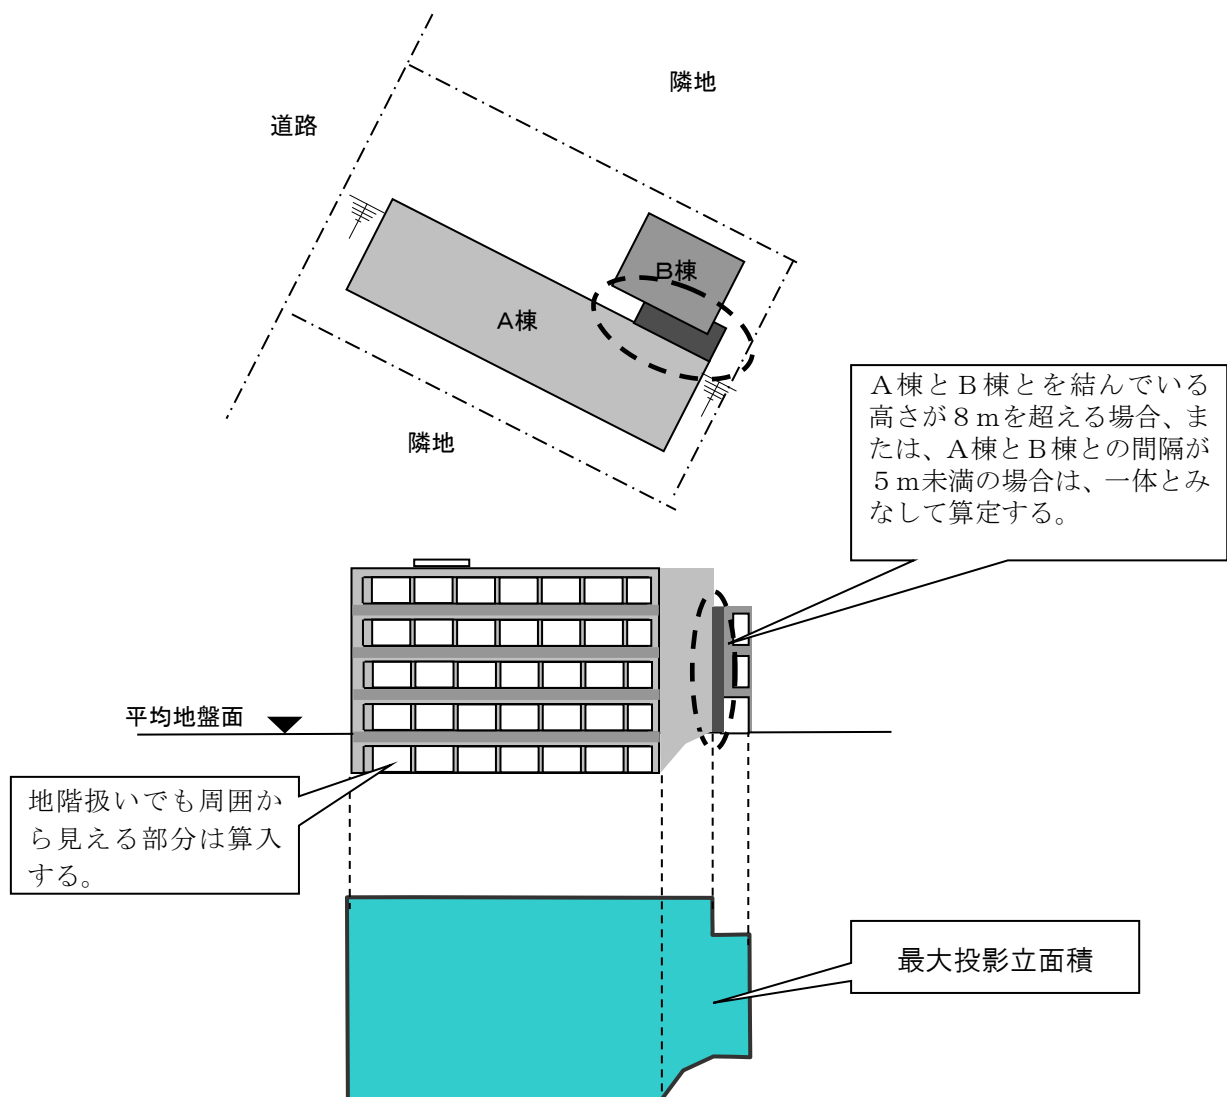 隣地
道路
B棟
A棟
隣地
A棟とB棟とを結んでいる
高さが8mを超える場合、ま
たは、A棟とB棟との間隔が
5m未満の場合は、一体とみ
なして算定する。
平均地盤面
地階扱いでも周囲か
ら見える部分は算入
する。
最大投影立面積